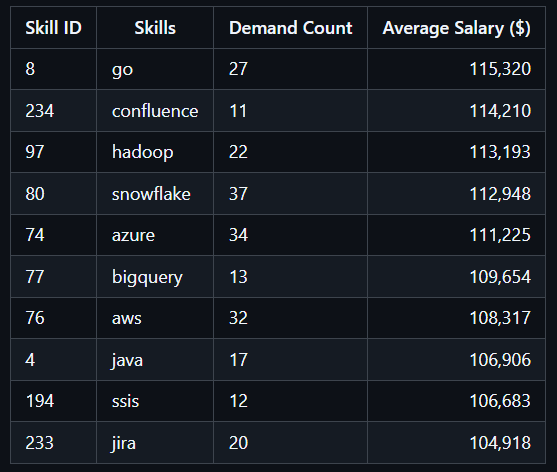 Skill ID Skills Demand Count Average Salary ($)
8 go 27 115,320
234 confluence 11 114,210
97 hadoop 22 113,193
80 snowflake 37 112,948
74 azure 34 111,225
77 bigquery 13 109,654
76 aws 32 108,317
4 java 17 106,906
194 ssis 12 106,683
233 jira 20 104,918